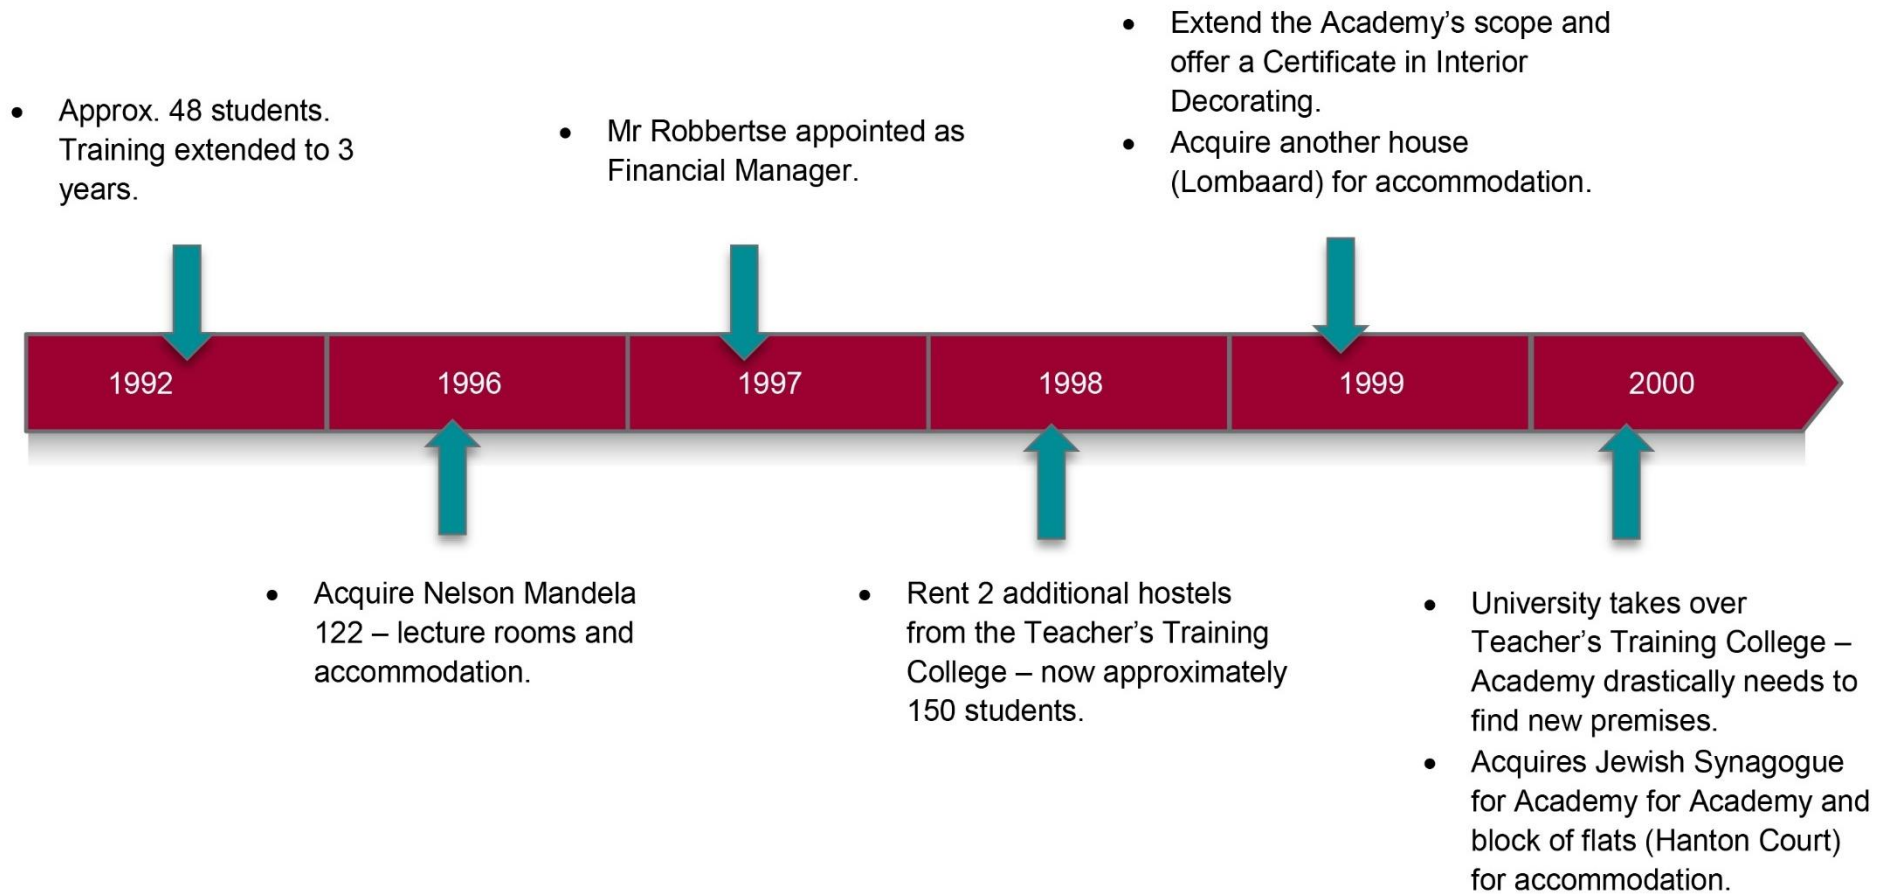 • Approx. 48 students.
Training extended to 3
years.
• Mr Robbertse appointed as
Financial Manager.
• Extend the Academy’s scope and
offer a Certificate in Interior
Decorating.
• Acquire another house
(Lombaard) for accommodation.
1992
1996
1997
1998
1999
2000
• Acquire Nelson Mandela
122 – lecture rooms and
accommodation.
• Rent 2 additional hostels
from the Teacher’s Training
College – now approximately
150 students.
• University takes over
Teacher’s Training College –
Academy drastically needs to
find new premises.
• Acquires Jewish Synagogue
for Academy for Academy and
block of flats (Hanton Court)
for accommodation.